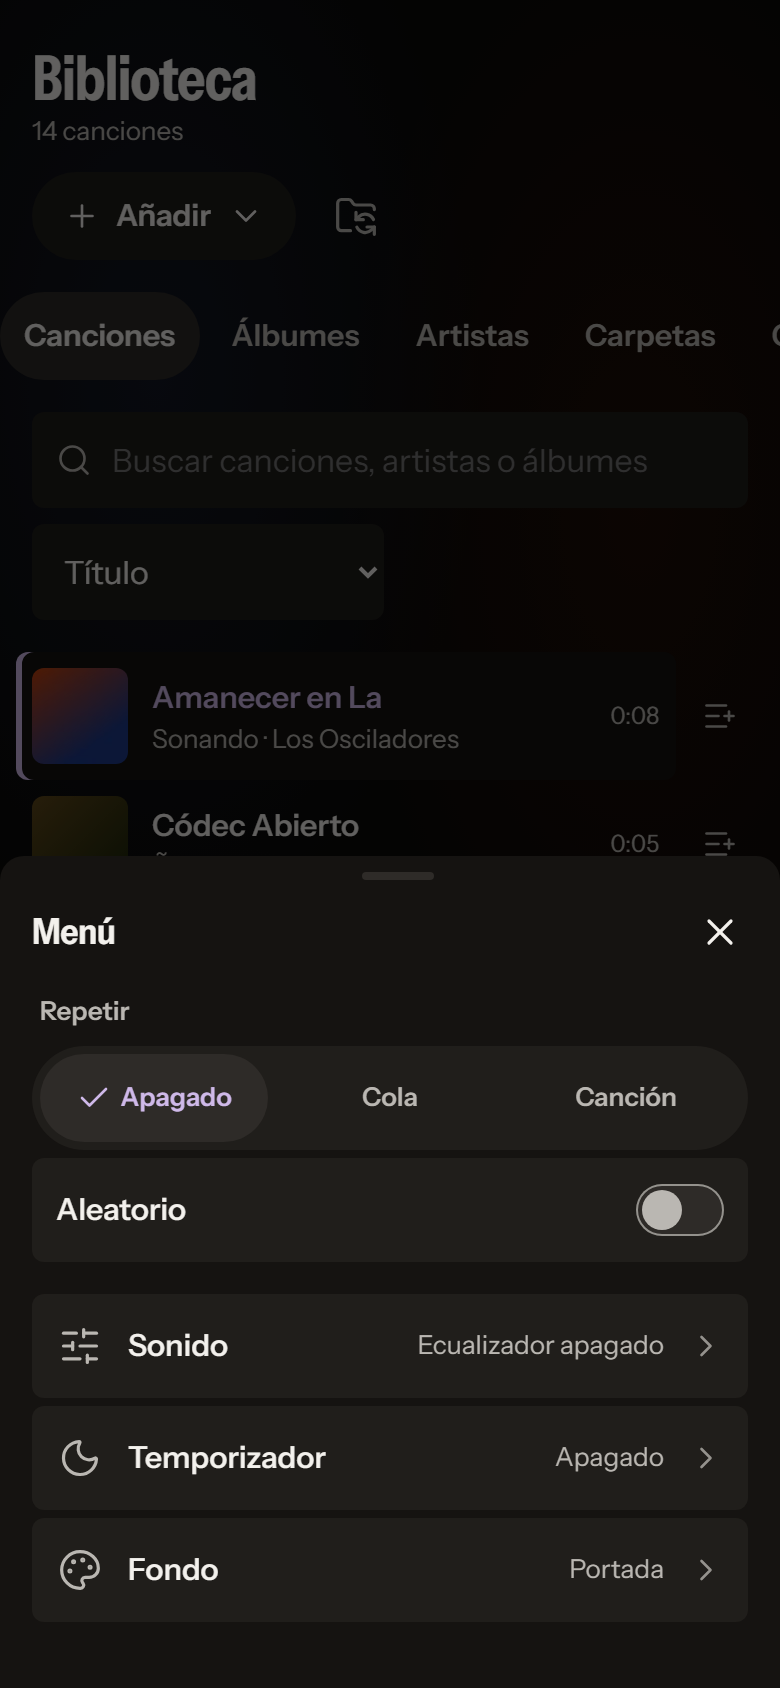 Biblioteca
14 canciones
Añadir
Canciones Álbumes Artistas Carpetas
Buscar canciones, artistas o álbumes
Título
Amanecer en La
0:08
Sonando · Los Osciladores
Códec Abierto
0:05
Menú
Repetir
Apagado Cola Canción
Aleatorio
Sonido Ecualizador apagado
Temporizador Apagado
Fondo Portada